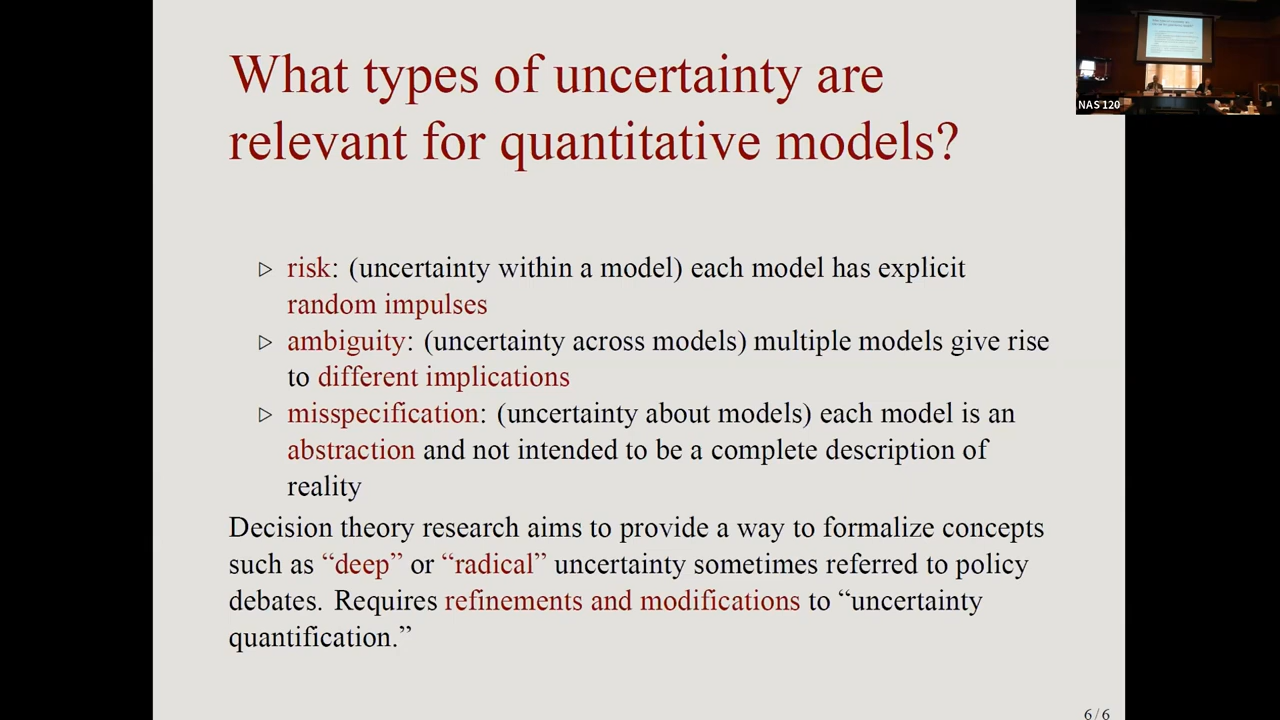 What types of uncertainty are
relevant for quantitative models?
▷ risk: (uncertainty within a model) each model has explicit
random impulses
▷ ambiguity: (uncertainty across models) multiple models give rise
to different implications
▷ misspecification: (uncertainty about models) each model is an
abstraction and not intended to be a complete description of
reality
Decision theory research aims to provide a way to formalize concepts
such as “deep” or “radical” uncertainty sometimes referred to policy
debates. Requires refinements and modifications to “uncertainty
quantification.”
6/6
NAS 120